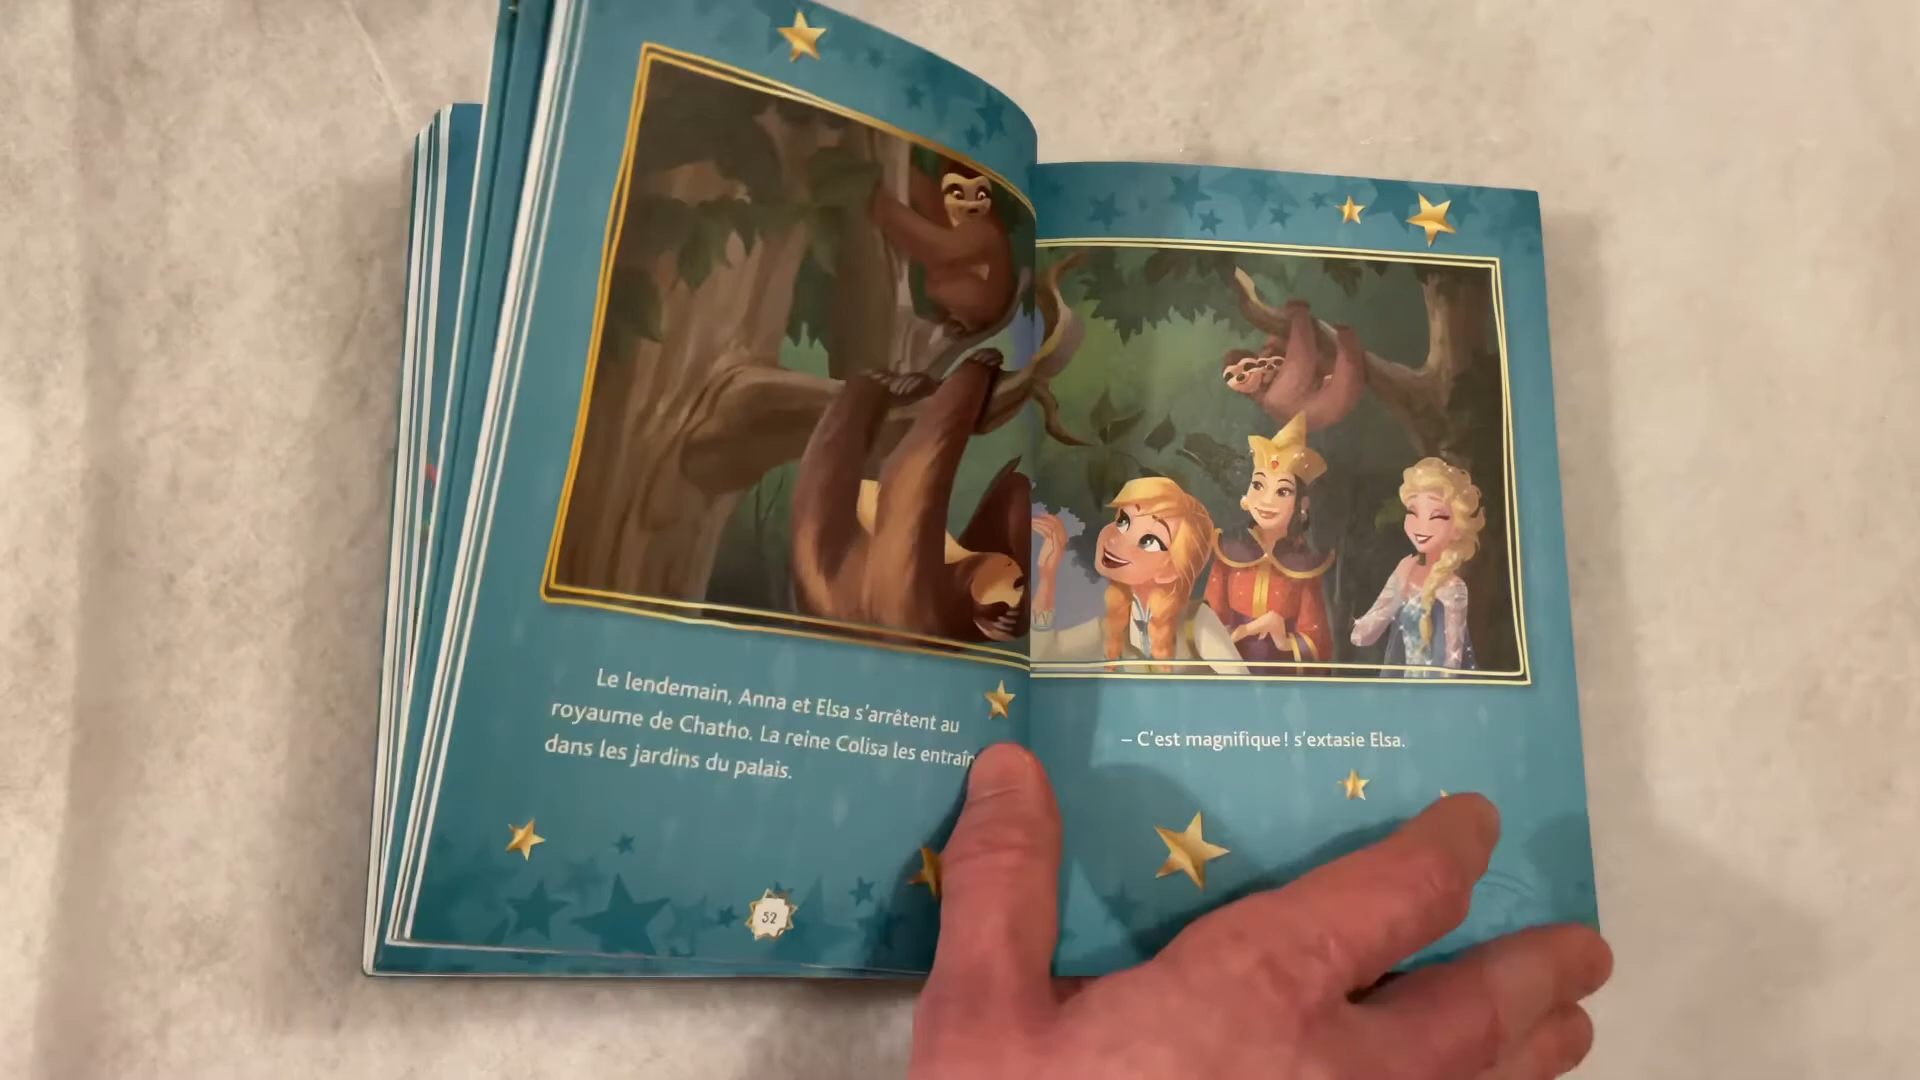 Le lendemain, Anna et Elsa s'arrêtent au
royaume de Chatho. La reine Colisa les
dans les jardins du palais.
52
– C'est magnifique ! s'extasie Elsa.